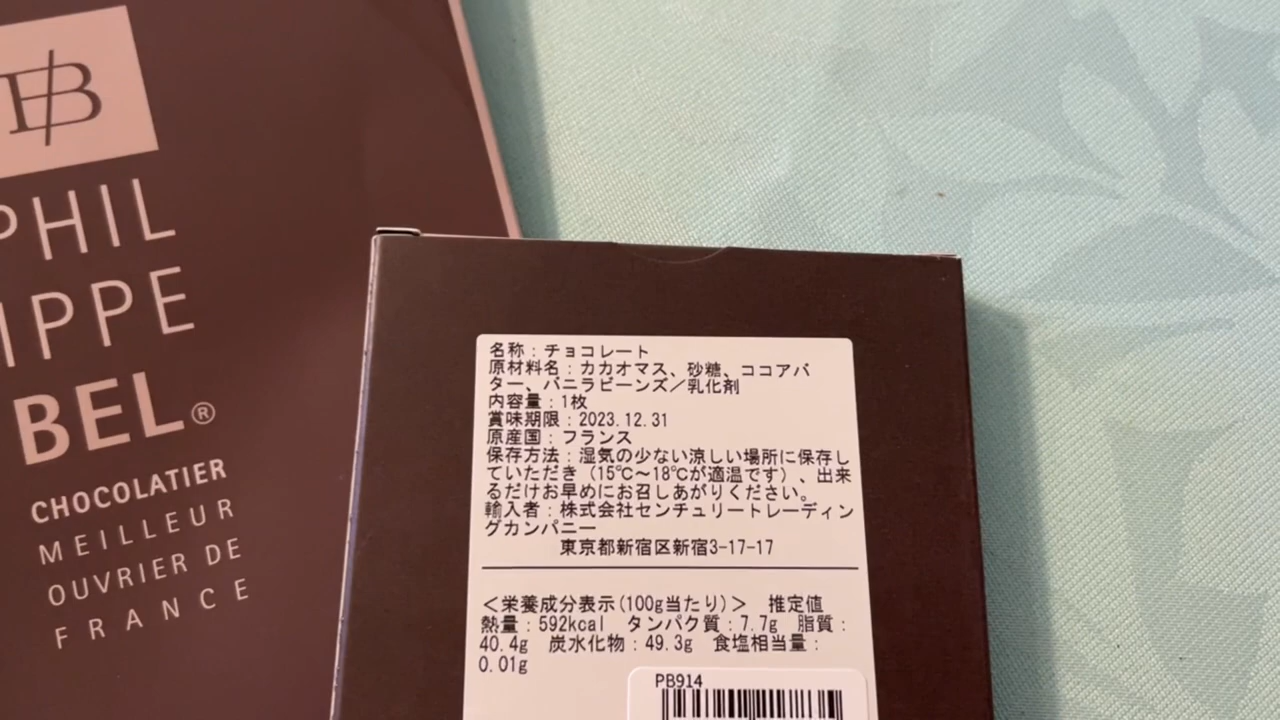 B
PHIL
IPPE
BEL®
CHOCOLATIER
MEILLEUR
OUVRIER DE
FRANCE
名称：チョコレート
原材料名：カカオマス、砂糖、ココアバ
ター、バニラビーンズ／乳化剤
内容量：1枚
賞味期限：2023.12.31
原産国：フランス
保存方法：湿気の少ない涼しい場所に保存し
ていただき（15℃〜18℃が適温です）、出来
るだけお早めにお召しあがりください。
輸入者：株式会社センチュリートレーディン
グカンパニー
東京都新宿区新宿3-17-17
＜栄養成分表示(100g当たり)＞　推定値
熱量：592kcal　タンパク質：7.7g　脂質：
40.4g　炭水化物：49.3g　食塩相当量：
0.01g
PB914